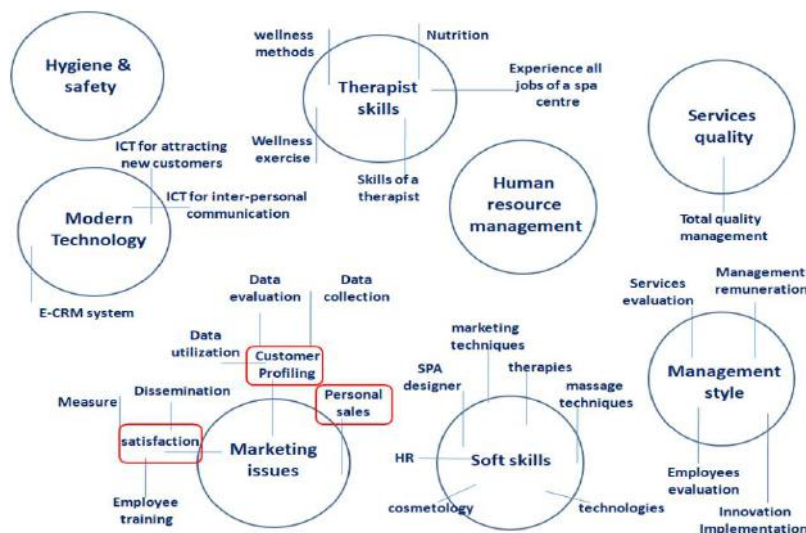 Hygiene &
safety
wellness
methods
Nutrition
Therapist
skills
Experience all
jobs of a spa
centre
Wellness
exercise
Skills of a
therapist
Services
quality
Total quality
management
ICT for attracting
new customers
ICT for inter-personal
communication
Modern
Technology
E-CRM system
Human
resource
management
Data
evaluation
Data
collection
Data
utilization
Customer
Profiling
Personal
sales
Dissemination
Measure
satisfaction
Marketing
issues
Employee
training
marketing
techniques
SPA
designer
therapies
massage
techniques
HR
Soft skills
cosmetology
technologies
Services
evaluation
Management
remuneration
Management
style
Employees
evaluation
Innovation
Implementation